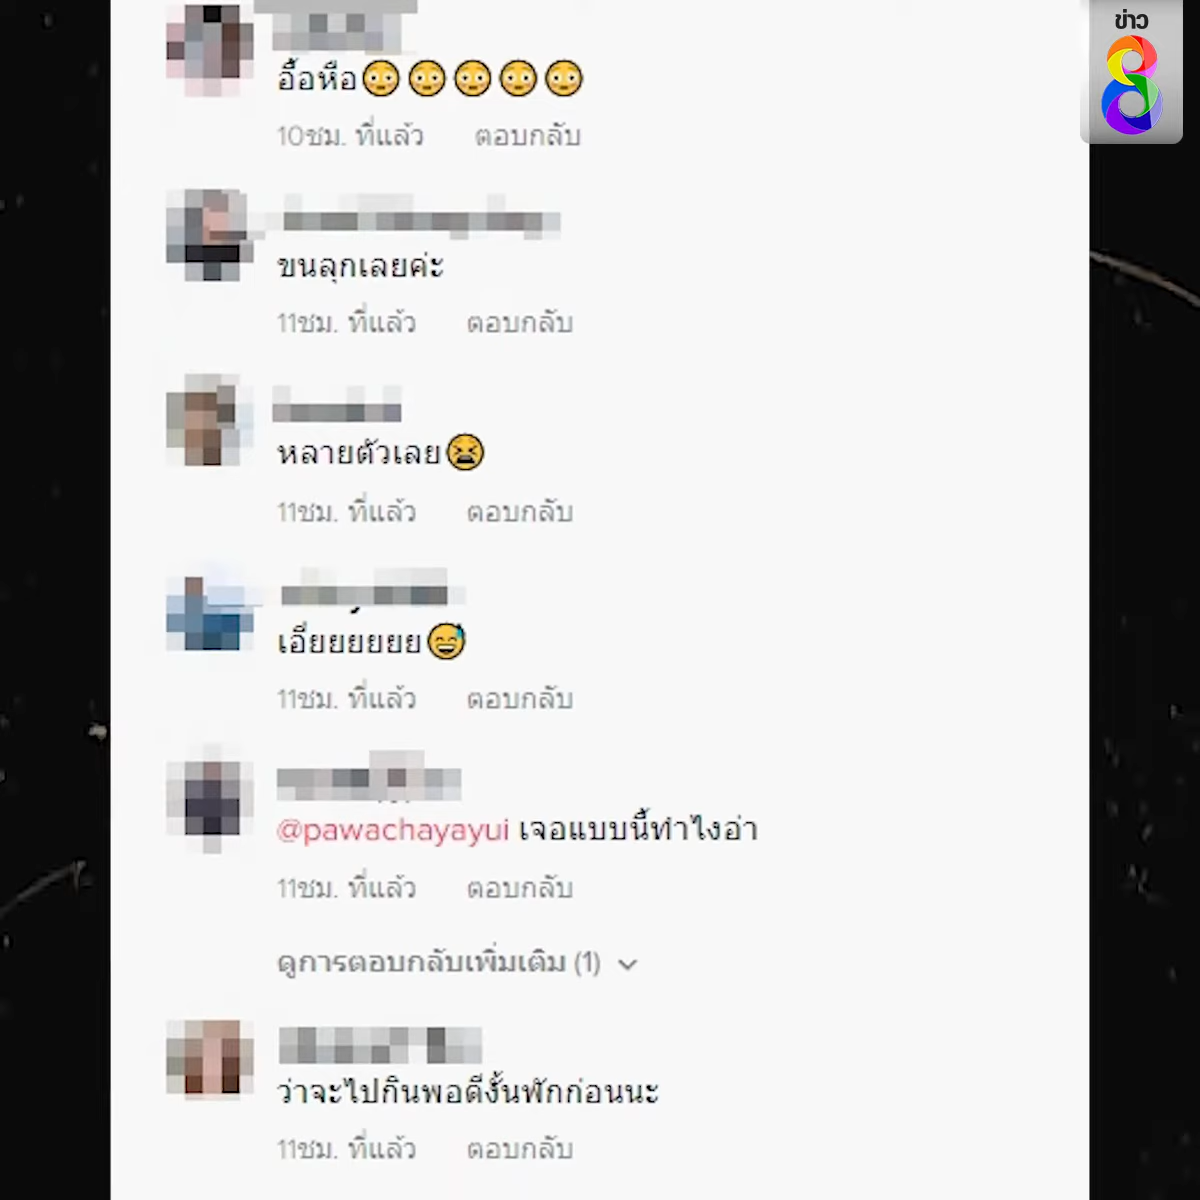 ข่าว
8
อื้อหือ😳😳😳😳😳
10ชม. ที่แล้ว ตอบกลับ
ขนลุกเลยค่ะ
11ชม. ที่แล้ว ตอบกลับ
หลายตัวเลย😫
11ชม. ที่แล้ว ตอบกลับ
เอี่ยยยยยยย😅
11ชม. ที่แล้ว ตอบกลับ
@pawachayayui เจอแบบนี้ทำไงอ่า
11ชม. ที่แล้ว ตอบกลับ
ดูการตอบกลับเพิ่มเติม (1)
ว่าจะไปกินพอดีงั้นพักก่อนนะ
11ชม. ที่แล้ว ตอบกลับ